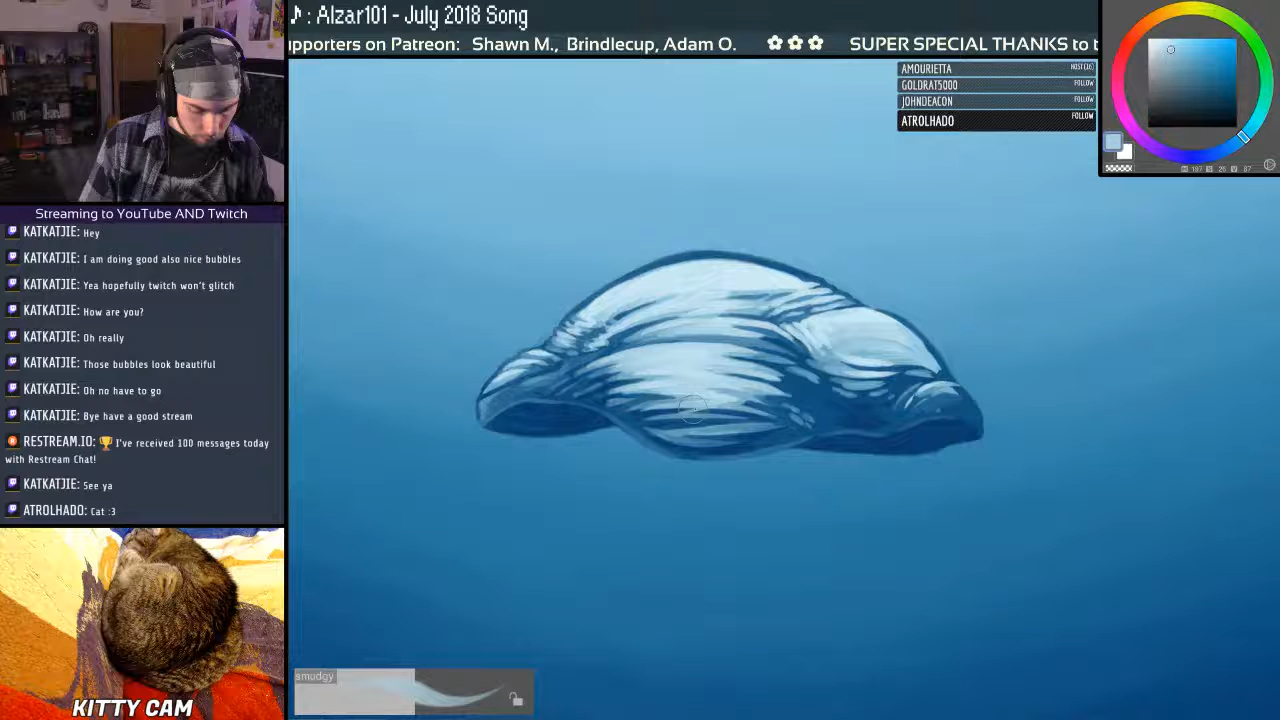 ♪ : Alzar101 - July 2018 Song
upporters on Patreon: Shawn M., Brindlecup, Adam O. ✿ ✿ ✿ SUPER SPECIAL THANKS to t
AMOURIETTA HOST (16)
GOLDRAT5000 FOLLOW
JOHNDEACON FOLLOW
ATROLHADO FOLLOW
Streaming to YouTube AND Twitch
KATKATJIE: Hey
KATKATJIE: I am doing good also nice bubbles
KATKATJIE: Yea hopefully twitch won't glitch
KATKATJIE: How are you?
KATKATJIE: Oh really
KATKATJIE: Those bubbles look beautiful
KATKATJIE: Oh no have to go
KATKATJIE: Bye have a good stream
RESTREAM.IO: 🏆 I've received 100 messages today
with Restream Chat!
KATKATJIE: See ya
ATROLHADO: Cat :3
KITTY CAM
smudgy